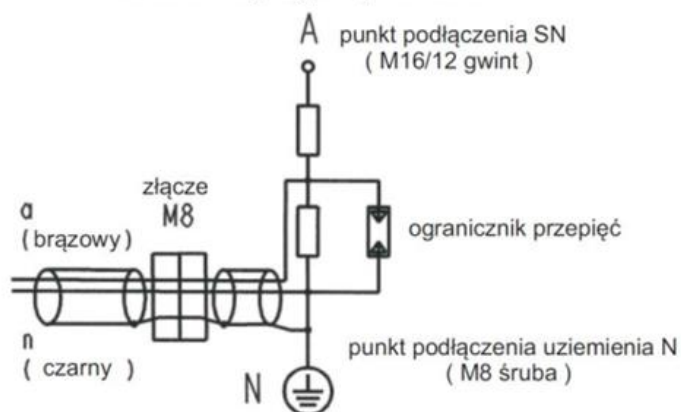 A
punkt podłączenia SN
( M16/12 gwint )
złącze
M8
a
( brązowy )
ogranicznik przepięć
n
( czarny )
punkt podłączenia uziemienia N
( M8 śruba )
N